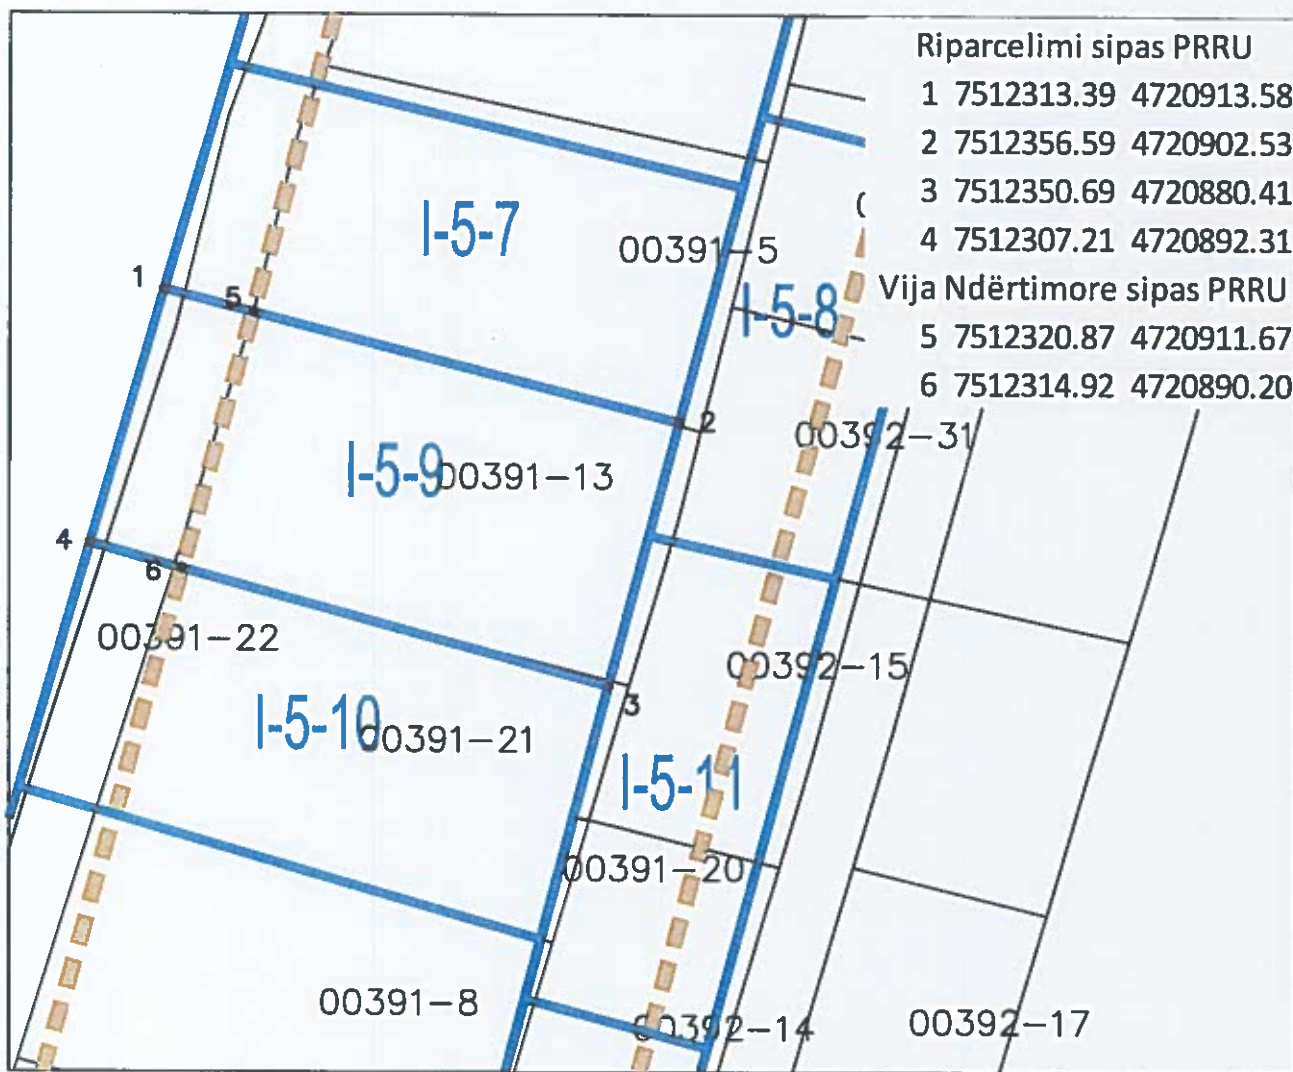 Riparcelimi sipas PRRU
1 7512313.39 4720913.58
2 7512356.59 4720902.53
3 7512350.69 4720880.41
4 7512307.21 4720892.31
Vija Ndërtimore sipas PRRU
5 7512320.87 4720911.67
6 7512314.92 4720890.20
I-5-7
00391-5
1
5
I-5-8
2
00392-31
I-5-9
00391-13
4
6
00391-22
00392-15
3
I-5-10
00391-21
I-5-11
00391-20
00391-8
00392-14
00392-17